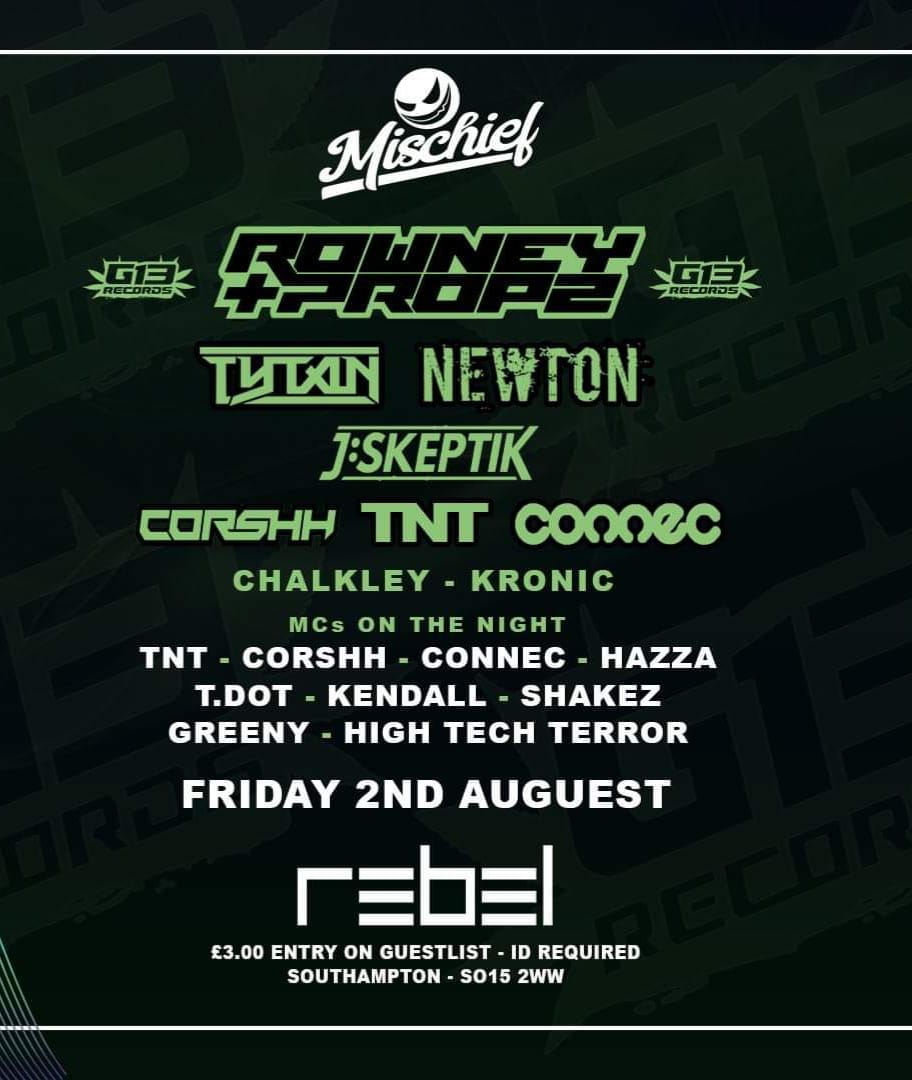 Mischief
G13 RECORDS ROWNEY G13 RECORDS
+PROPZ
TYTAN NEWTON
J:SKEPTIK
CORSHH TNT CONNEC
CHALKLEY - KRONIC
MCs ON THE NIGHT
TNT - CORSHH - CONNEC - HAZZA
T.DOT - KENDALL - SHAKEZ
GREENY - HIGH TECH TERROR
FRIDAY 2ND AUGUEST
rebel
£3.00 ENTRY ON GUESTLIST - ID REQUIRED
SOUTHAMPTON - SO15 2WW